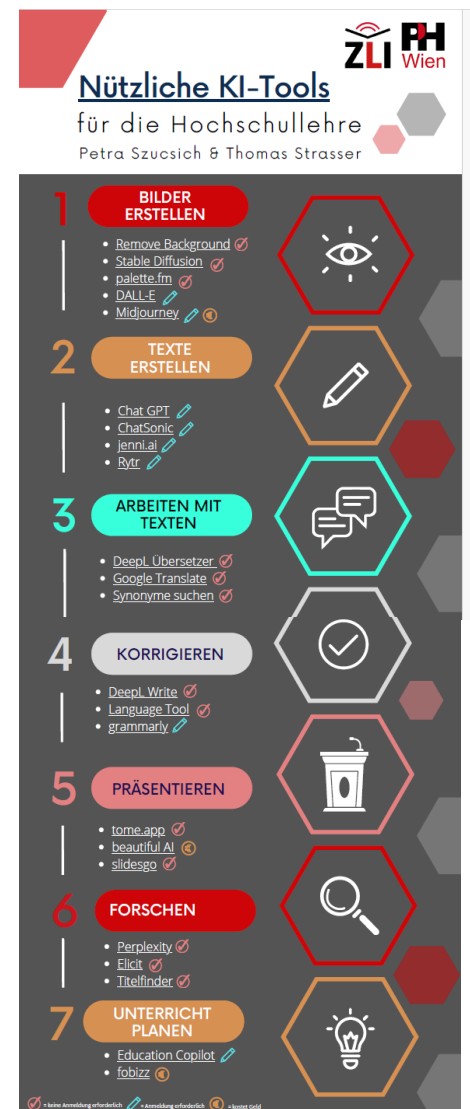 ZLI PH
Wien
Nützliche KI-Tools
für die Hochschullehre
Petra Szucsich & Thomas Strasser
1 BILDER
ERSTELLEN
• Remove Background
• Stable Diffusion
• palette.fm
• DALL-E
• Midjourney
2 TEXTE
ERSTELLEN
• Chat GPT
• ChatSonic
• jenni.ai
• Rytr
3 ARBEITEN MIT
TEXTEN
• DeepL Übersetzer
• Google Translate
• Synonyme suchen
4 KORRIGIEREN
• DeepL Write
• Language Tool
• grammarly
5 PRÄSENTIEREN
• tome.app
• beautiful AI
• slidesgo
6 FORSCHEN
• Perplexity
• Elicit
• Titelfinder
7 UNTERRICHT
PLANEN
• Education Copilot
• fobizz
= keine Anmeldung erforderlich = Anmeldung erforderlich = kostet Geld